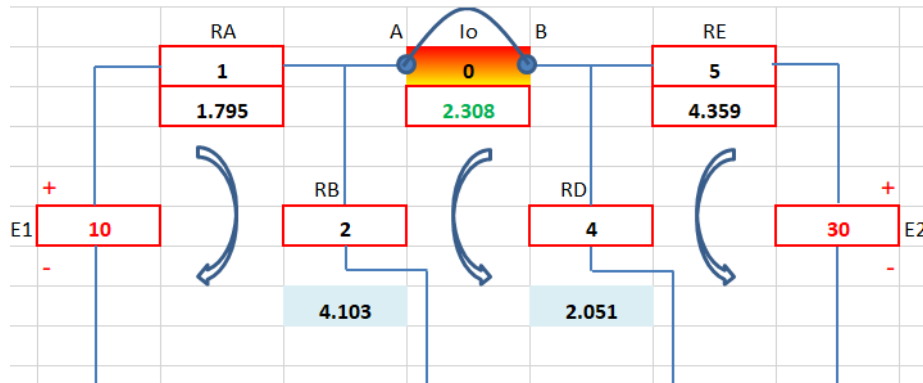 RA A Io B RE
1 0 5
1.795 2.308 4.359
+ RB RD +
E1 10 2 4 30 E2
- -
4.103 2.051